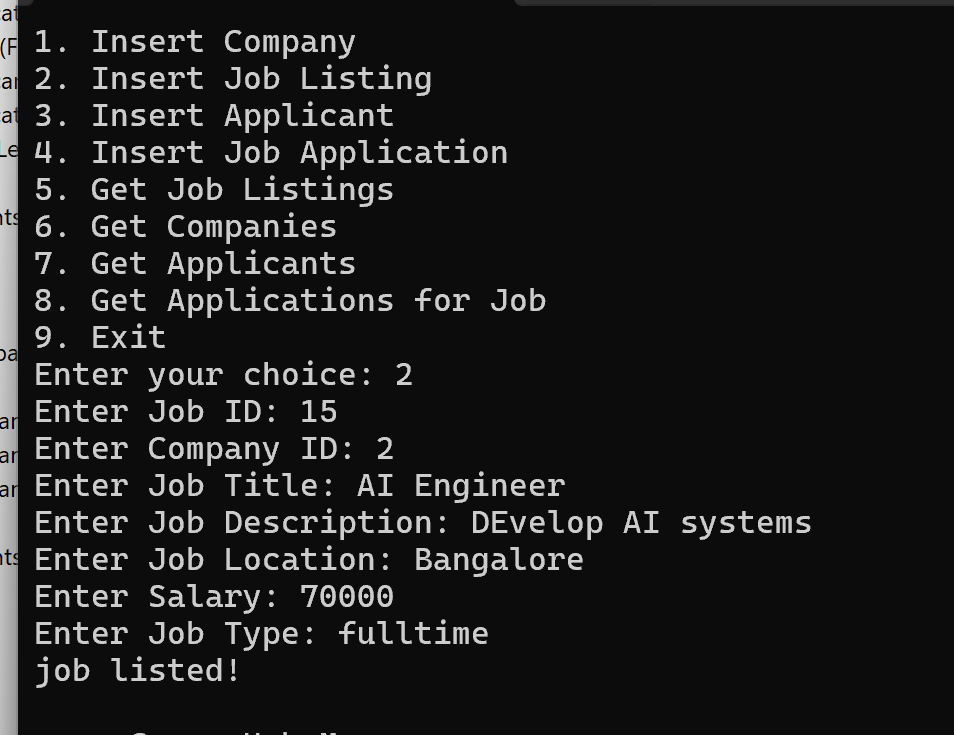 1. Insert Company
2. Insert Job Listing
3. Insert Applicant
4. Insert Job Application
5. Get Job Listings
6. Get Companies
7. Get Applicants
8. Get Applications for Job
9. Exit
Enter your choice: 2
Enter Job ID: 15
Enter Company ID: 2
Enter Job Title: AI Engineer
Enter Job Description: DEvelop AI systems
Enter Job Location: Bangalore
Enter Salary: 70000
Enter Job Type: fulltime
job listed!